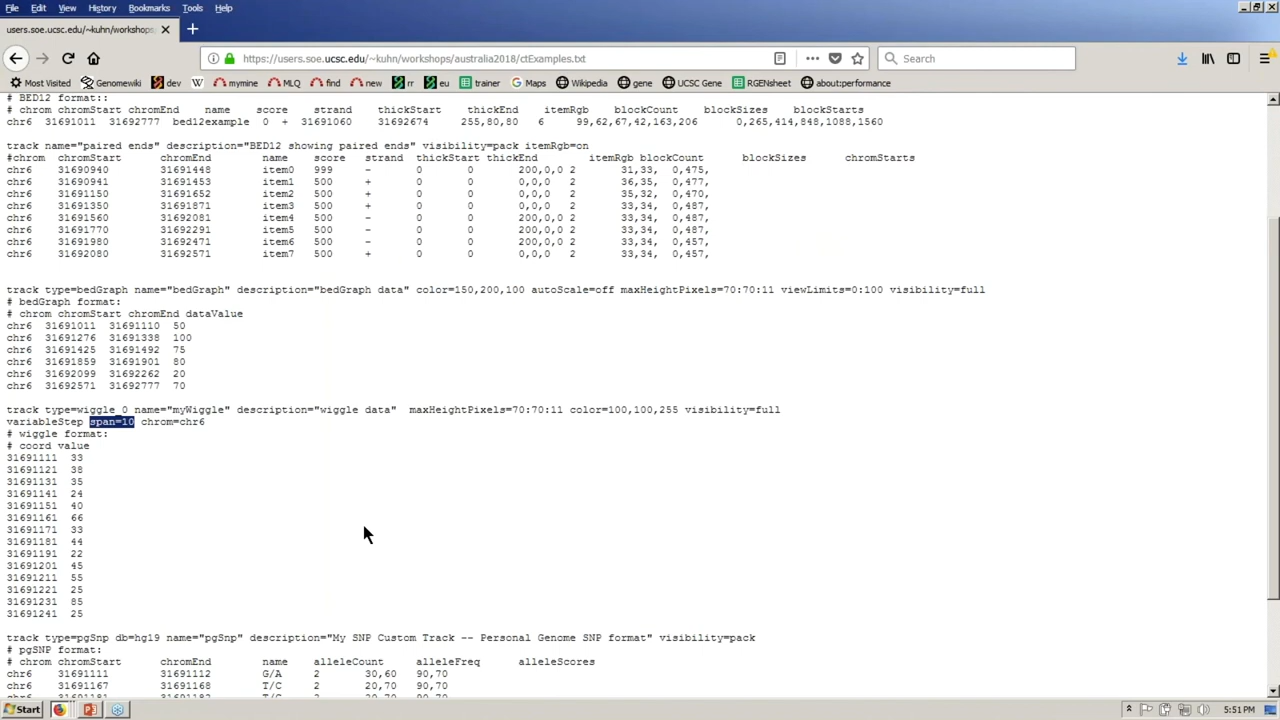 File Edit View History Bookmarks Tools Help
users.soe.ucsc.edu/~kuhn/workshops
https://users.soe.ucsc.edu/~kuhn/workshops/australia2018/ctExamples.txt
Search
Most Visited Genomewiki dev W mymine MLQ find new rr eu trainer Maps Wikipedia gene UCSC Gene RGENsheet about:performance
# BED12 format::
# chrom chromStart chromEnd name score strand thickStart thickEnd itemRgb blockCount blockSizes blockStarts
chr6 31691011 31692777 bed12example 0 + 31691060 31692674 255,80,80 6 99,62,67,42,163,206 0,265,414,848,1088,1560
track name="paired ends" description="BED12 showing paired ends" visibility=pack itemRgb=on
#chrom chromStart chromEnd name score strand thickStart thickEnd itemRgb blockCount blockSizes chromStarts
chr6 31690940 31691448 item0 999 - 0 0 200,0,0 2 31,33, 0,475,
chr6 31690941 31691453 item1 500 + 0 0 0,0,0 2 36,35, 0,477,
chr6 31691150 31691652 item2 500 + 0 0 0,0,0 2 35,32, 0,470,
chr6 31691350 31691871 item3 500 + 0 0 0,0,0 2 33,34, 0,487,
chr6 31691560 31692081 item4 500 - 0 0 200,0,0 2 33,34, 0,487,
chr6 31691770 31692291 item5 500 - 0 0 200,0,0 2 33,34, 0,487,
chr6 31691980 31692471 item6 500 - 0 0 200,0,0 2 33,34, 0,457,
chr6 31692080 31692571 item7 500 + 0 0 0,0,0 2 33,34, 0,457,
track type=bedGraph name="bedGraph" description="bedGraph data" color=150,200,100 autoScale=off maxHeightPixels=70:70:11 viewLimits=0:100 visibility=full
# bedGraph format:
# chrom chromStart chromEnd dataValue
chr6 31691011 31691110 50
chr6 31691276 31691338 100
chr6 31691425 31691492 75
chr6 31691859 31691901 80
chr6 31692099 31692262 20
chr6 31692571 31692777 70
track type=wiggle_0 name="myWiggle" description="wiggle data" maxHeightPixels=70:70:11 color=100,100,255 visibility=full
variableStep span=10 chrom=chr6
# wiggle format:
# coord value
31691111 33
31691121 38
31691131 35
31691141 24
31691151 40
31691161 66
31691171 33
31691181 44
31691191 22
31691201 45
31691211 55
31691221 25
31691231 85
31691241 25
track type=pgSnp db=hg19 name="pgSnp" description="My SNP Custom Track -- Personal Genome SNP format" visibility=pack
# pgSNP format:
# chrom chromStart chromEnd name alleleCount alleleFreq alleleScores
chr6 31691111 31691112 G/A 2 30,60 90,70
chr6 31691167 31691168 T/C 2 20,70 90,70
Start
5:51 PM